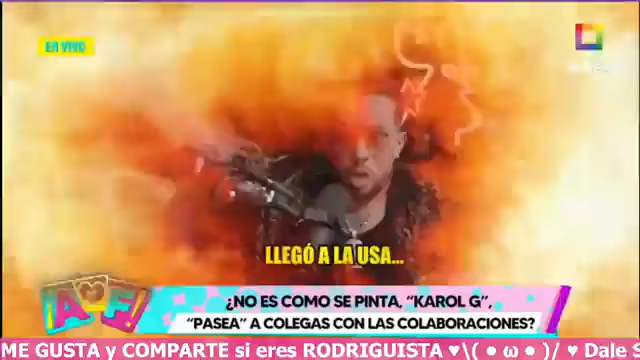 EN VIVO
LLEGÓ A LA USA...
¡A F!
¿NO ES COMO SE PINTA, “KAROL G”,
“PASEA” A COLEGAS CON LAS COLABORACIONES?
ME GUSTA y COMPARTE si eres RODRIGUISTA ♥\( ● ω ● )/ ♥ Dale